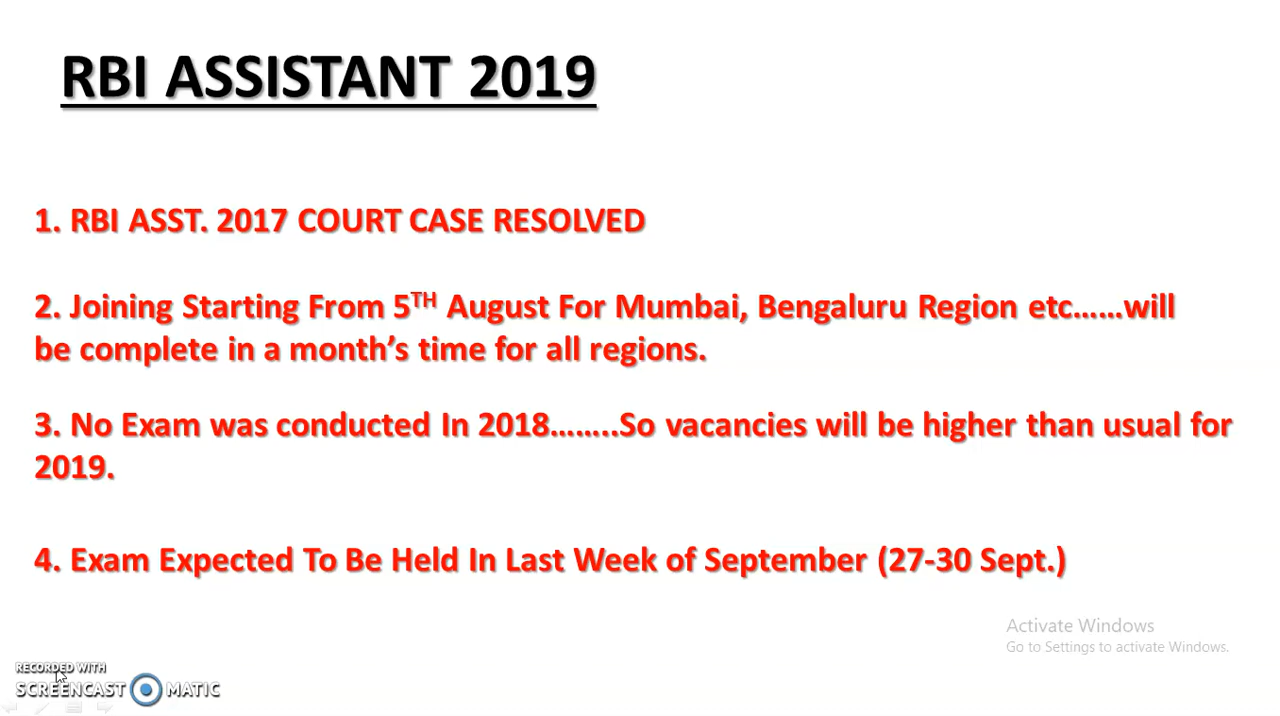 RBI ASSISTANT 2019
1. RBI ASST. 2017 COURT CASE RESOLVED
2. Joining Starting From 5TH August For Mumbai, Bengaluru Region etc……will
be complete in a month’s time for all regions.
3. No Exam was conducted In 2018……..So vacancies will be higher than usual for
2019.
4. Exam Expected To Be Held In Last Week of September (27-30 Sept.)
Activate Windows
Go to Settings to activate Windows.
RECORDED WITH
SCREENCAST MATIC